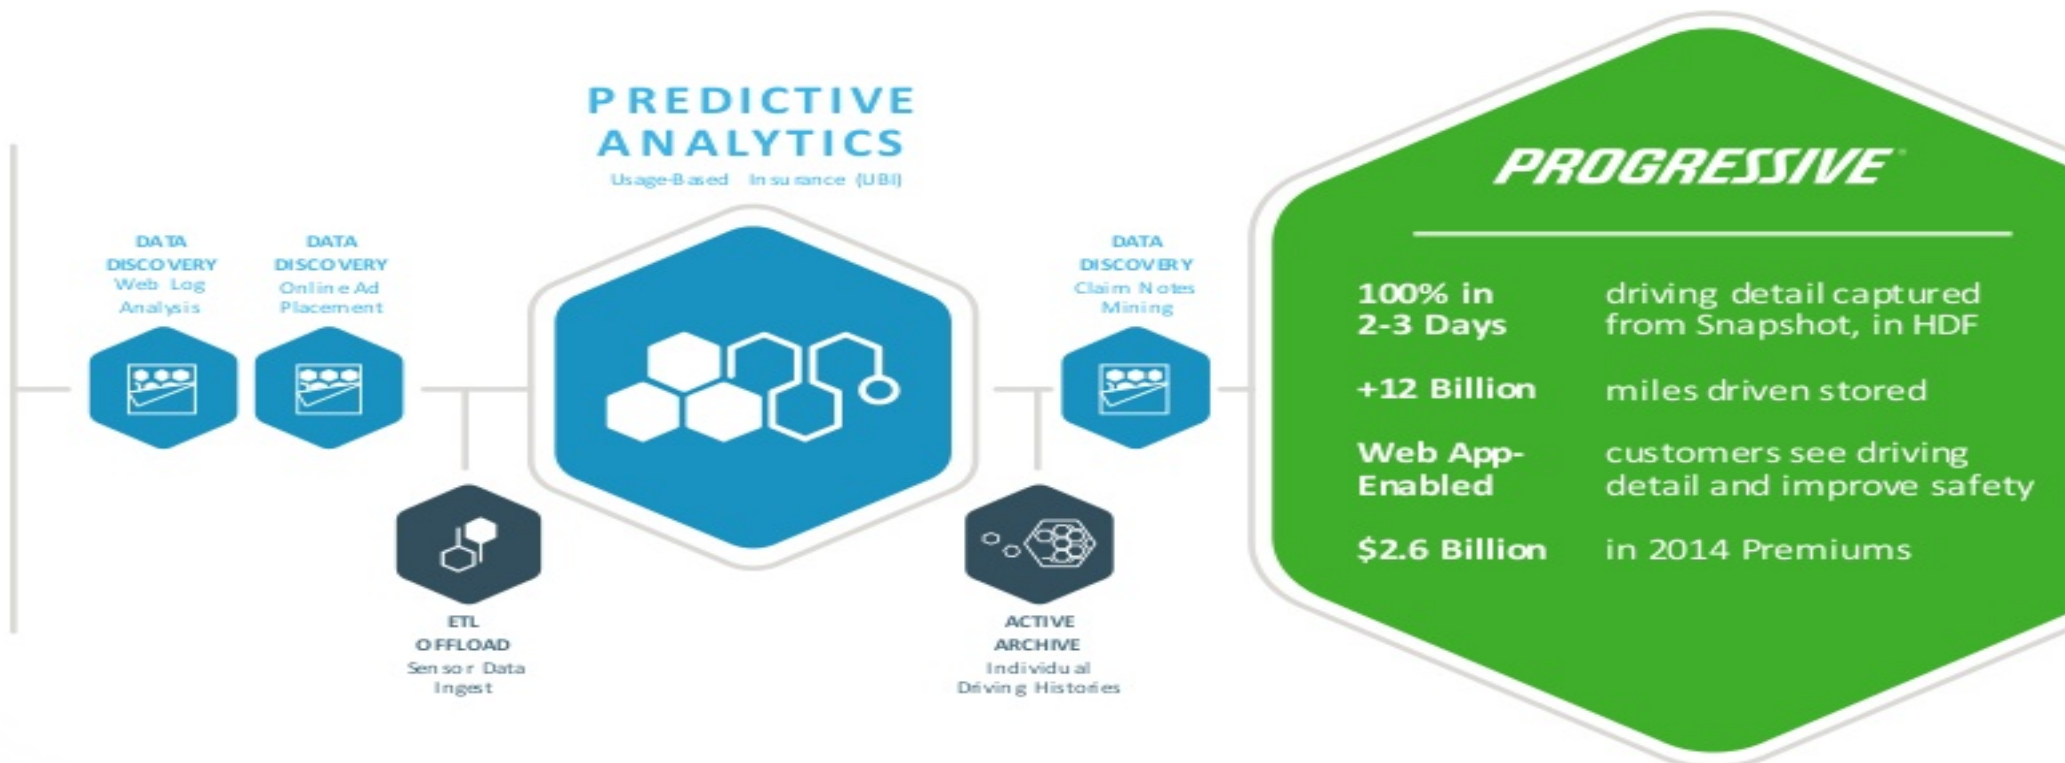 PREDICTIVE
ANALYTICS
Usage-Based Insurance (UBI)
DATA
DISCOVERY
Web Log
Analysis
DATA
DISCOVERY
Online Ad
Placement
ETL
OFFLOAD
Sensor Data
Ingest
DATA
DISCOVERY
Claim Notes
Mining
ACTIVE
ARCHIVE
Individual
Driving Histories
PROGRESSIVE
100% in
2-3 Days
driving detail captured
from Snapshot, in HDF
+12 Billion
miles driven stored
Web App-
Enabled
customers see driving
detail and improve safety
$2.6 Billion
in 2014 Premiums